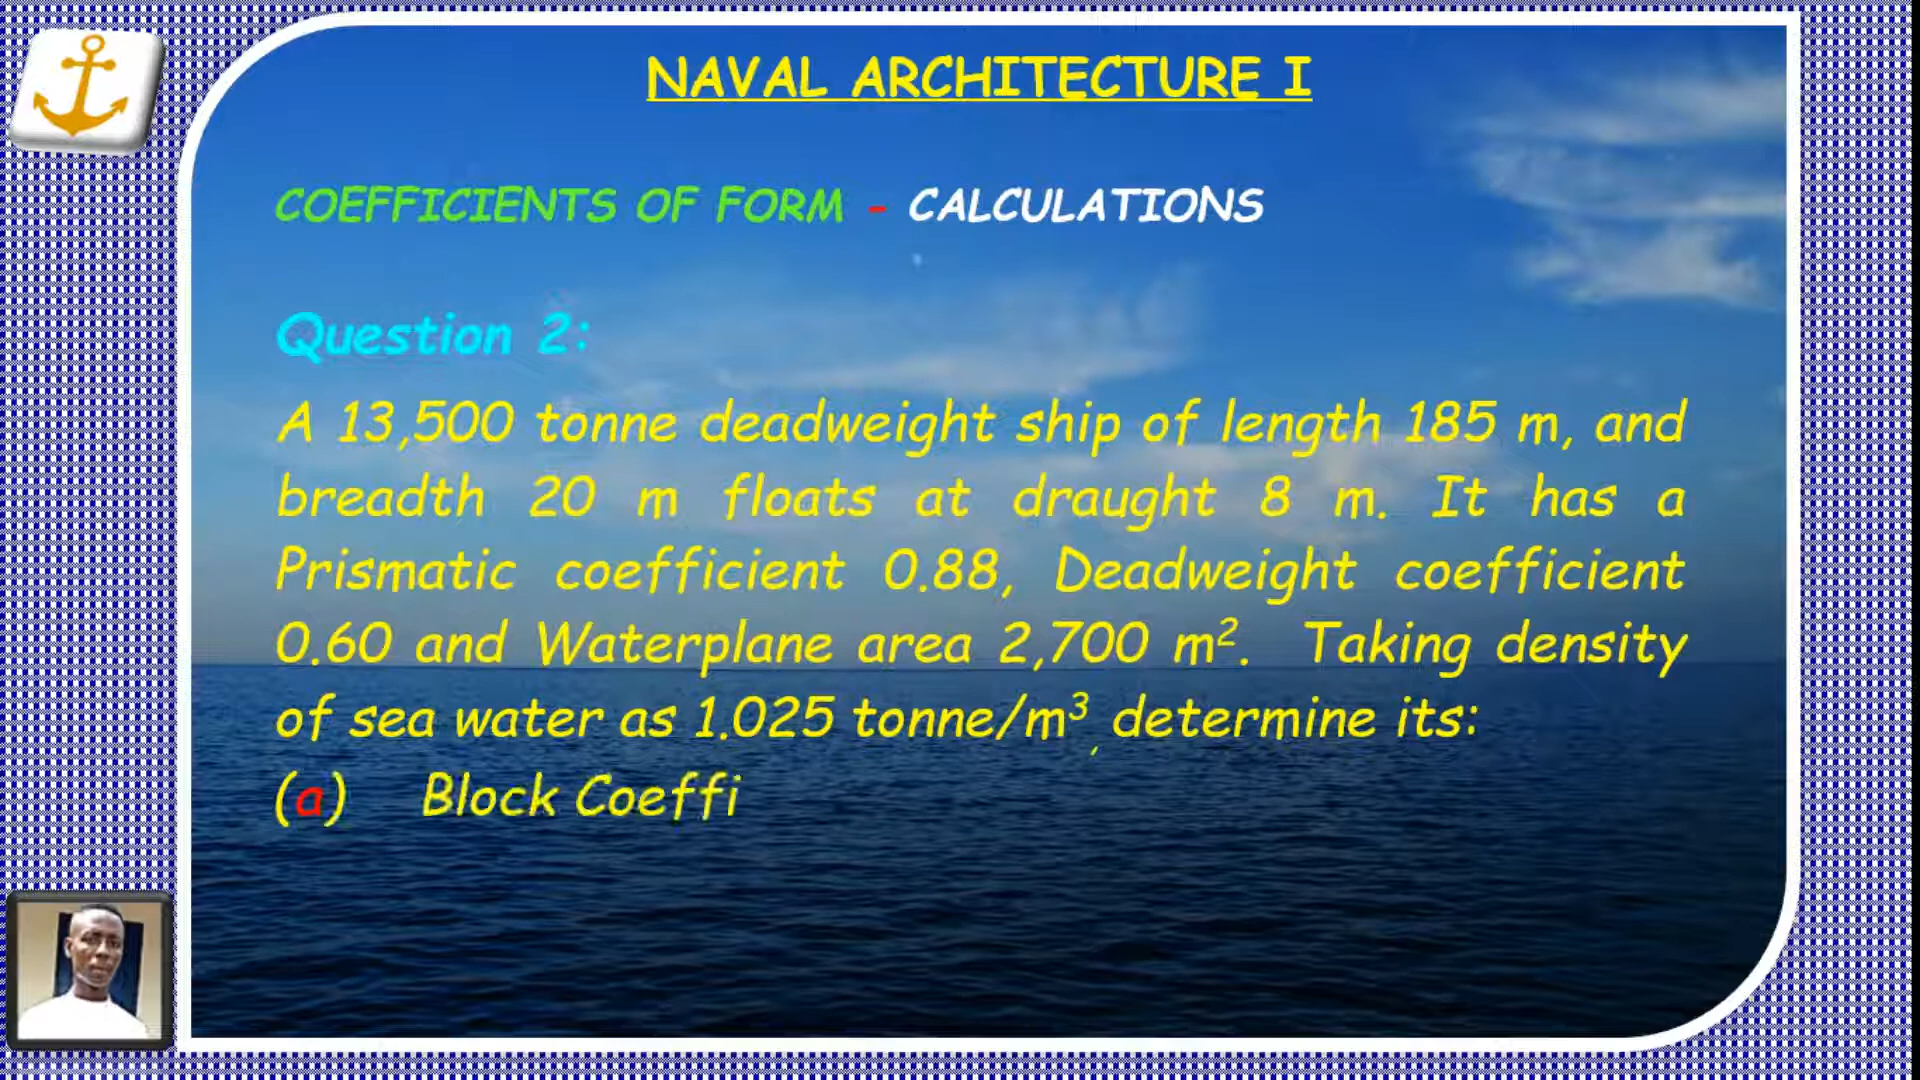 NAVAL ARCHITECTURE I
COEFFICIENTS OF FORM - CALCULATIONS
Question 2:
A 13,500 tonne deadweight ship of length 185 m, and
breadth 20 m floats at draught 8 m. It has a
Prismatic coefficient 0.88, Deadweight coefficient
0.60 and Waterplane area 2,700 m². Taking density
of sea water as 1.025 tonne/m³, determine its:
(a) Block Coeffi